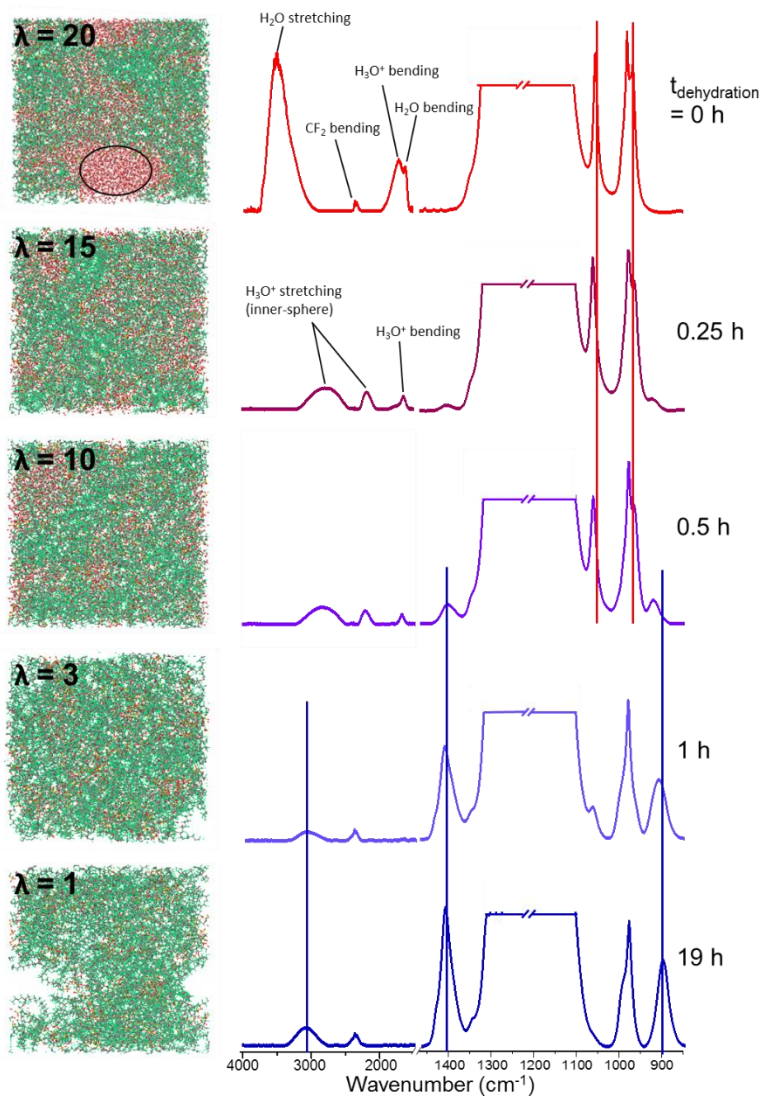 λ = 20
H₂O stretching
H₃O⁺ bending
H₂O bending
CF₂ bending
t_dehydration
= 0 h
λ = 15
H₃O⁺ stretching
(inner-sphere)
H₃O⁺ bending
0.25 h
λ = 10
0.5 h
λ = 3
1 h
λ = 1
19 h
4000 3000 2000 1400 1300 1200 1100 1000 900
Wavenumber (cm⁻¹)